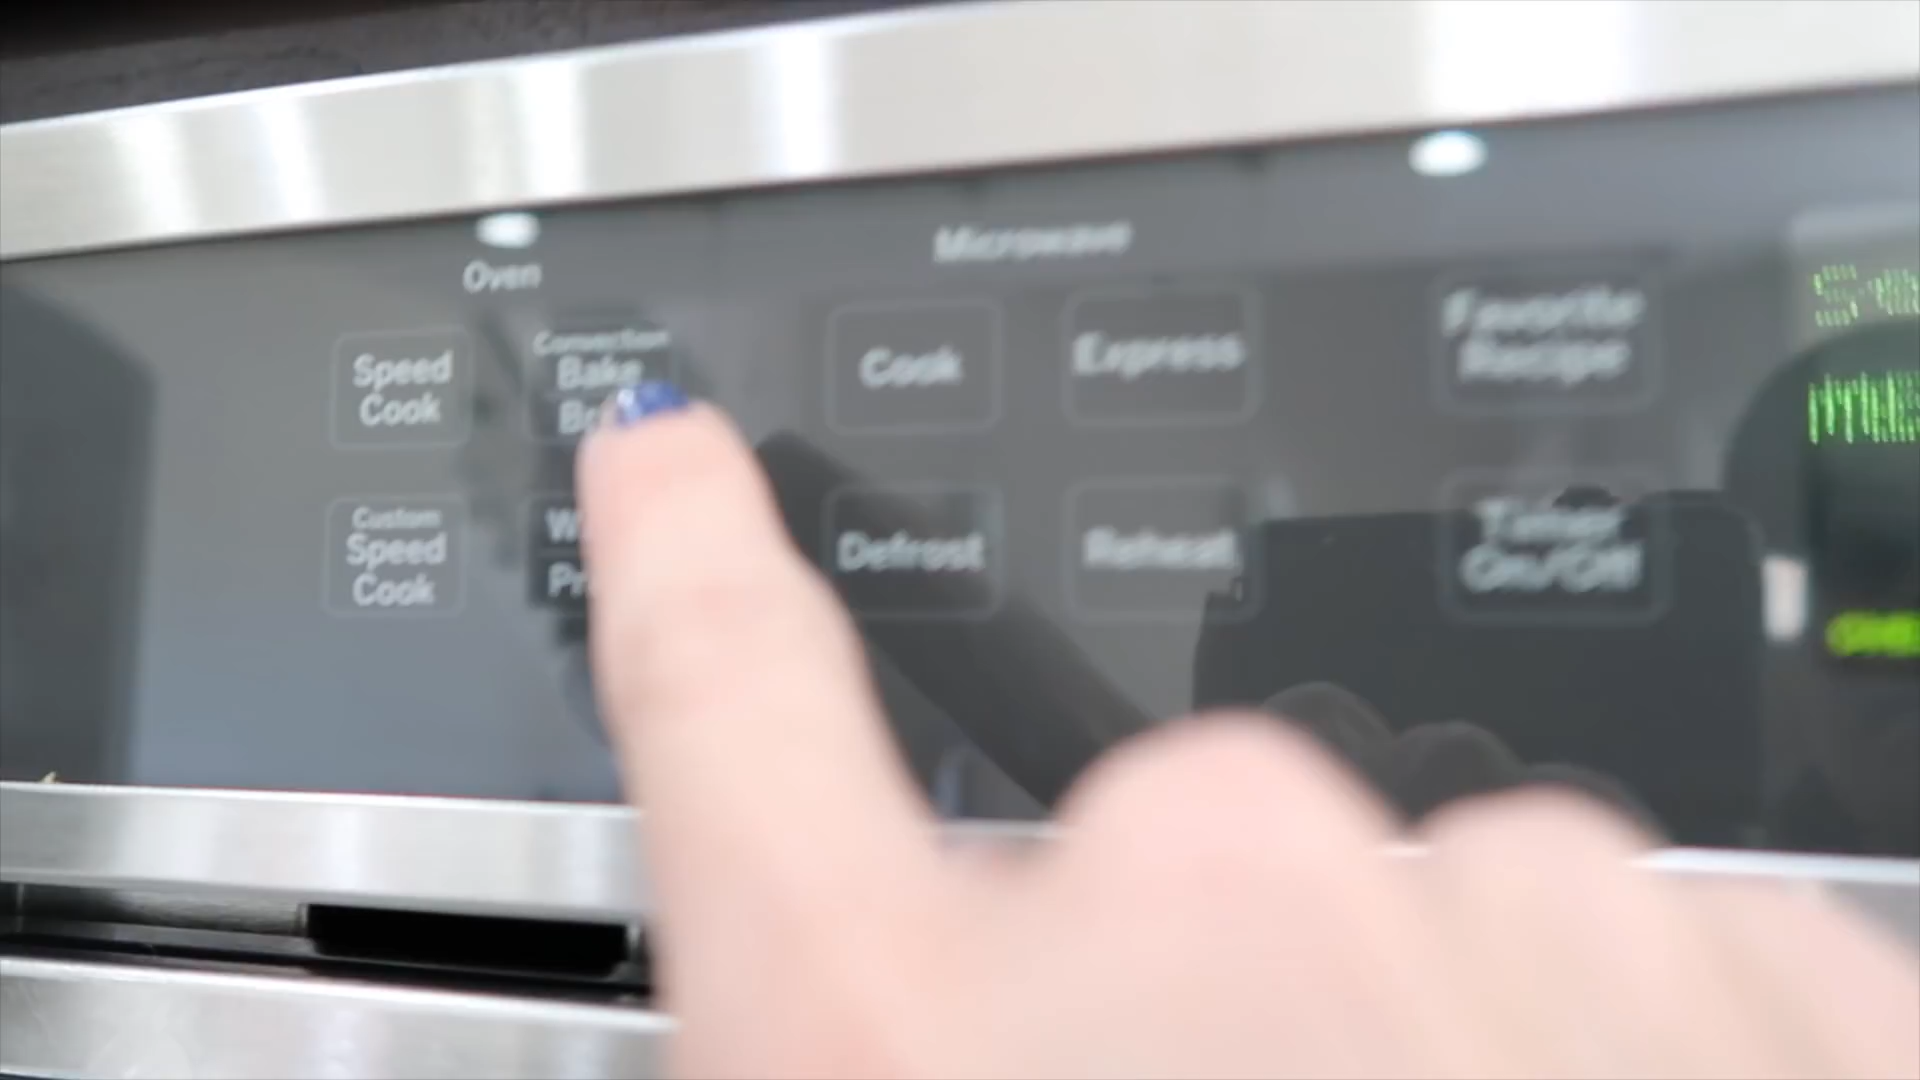 Oven
Microwave
Speed
Cook
Convection
Bake
Cook
Express
Favorite
Recipe
Custom
Speed
Cook
Defrost
Reheat
Timer
On/Off